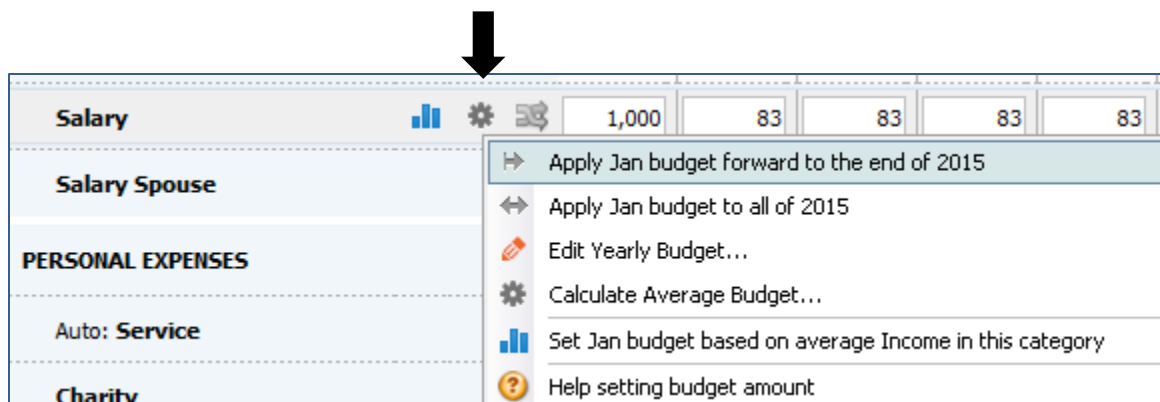 Salary 1,000 83 83 83 83
Apply Jan budget forward to the end of 2015
Salary Spouse
Apply Jan budget to all of 2015
PERSONAL EXPENSES
Edit Yearly Budget...
Calculate Average Budget...
Auto: Service
Set Jan budget based on average Income in this category
Charity
Help setting budget amount